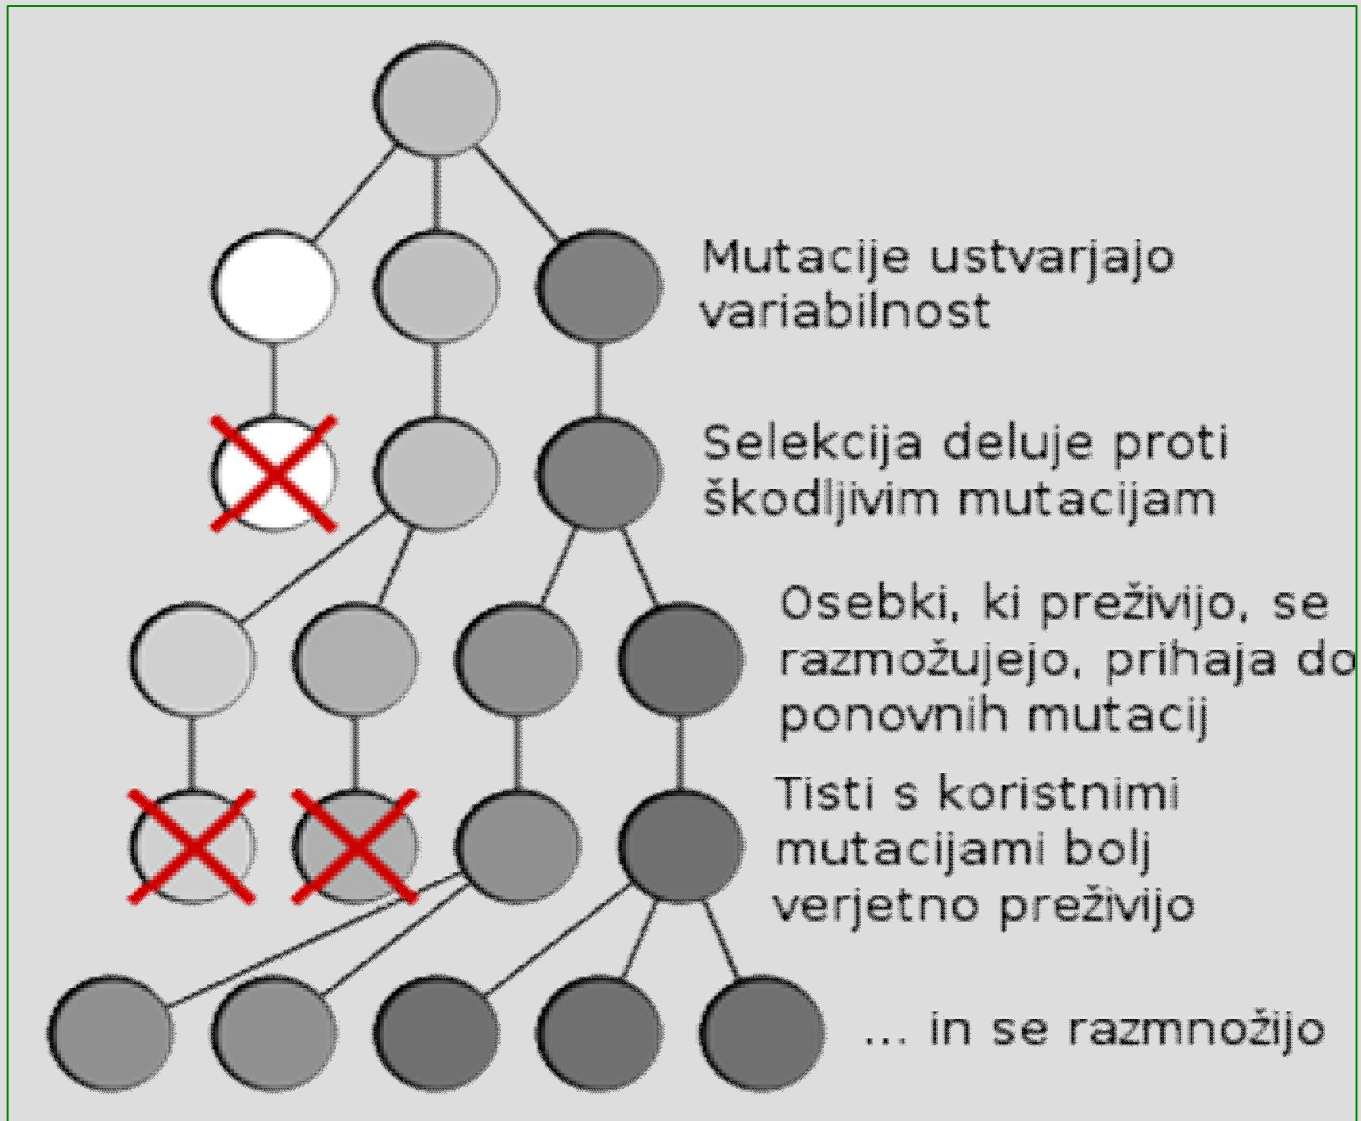 Mutacije ustvarjajo
variabilnost
Selekcija deluje proti
škodljivim mutacijam
Osebki, ki preživijo, se
razmožujejo, prihaja do
ponovnih mutacij
Tisti s koristnimi
mutacijami bolj
verjetno preživijo
... in se razmnožijo